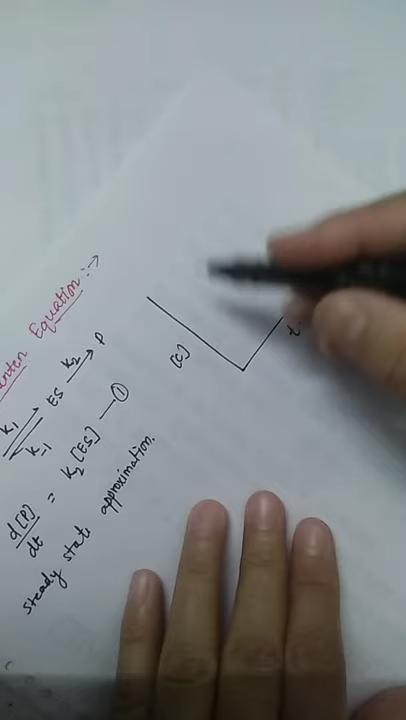 Equation :→
K1 K-1 ES K2 P
d[P]/dt = K2[ES] — ①
steady state approximation.
[C]
t